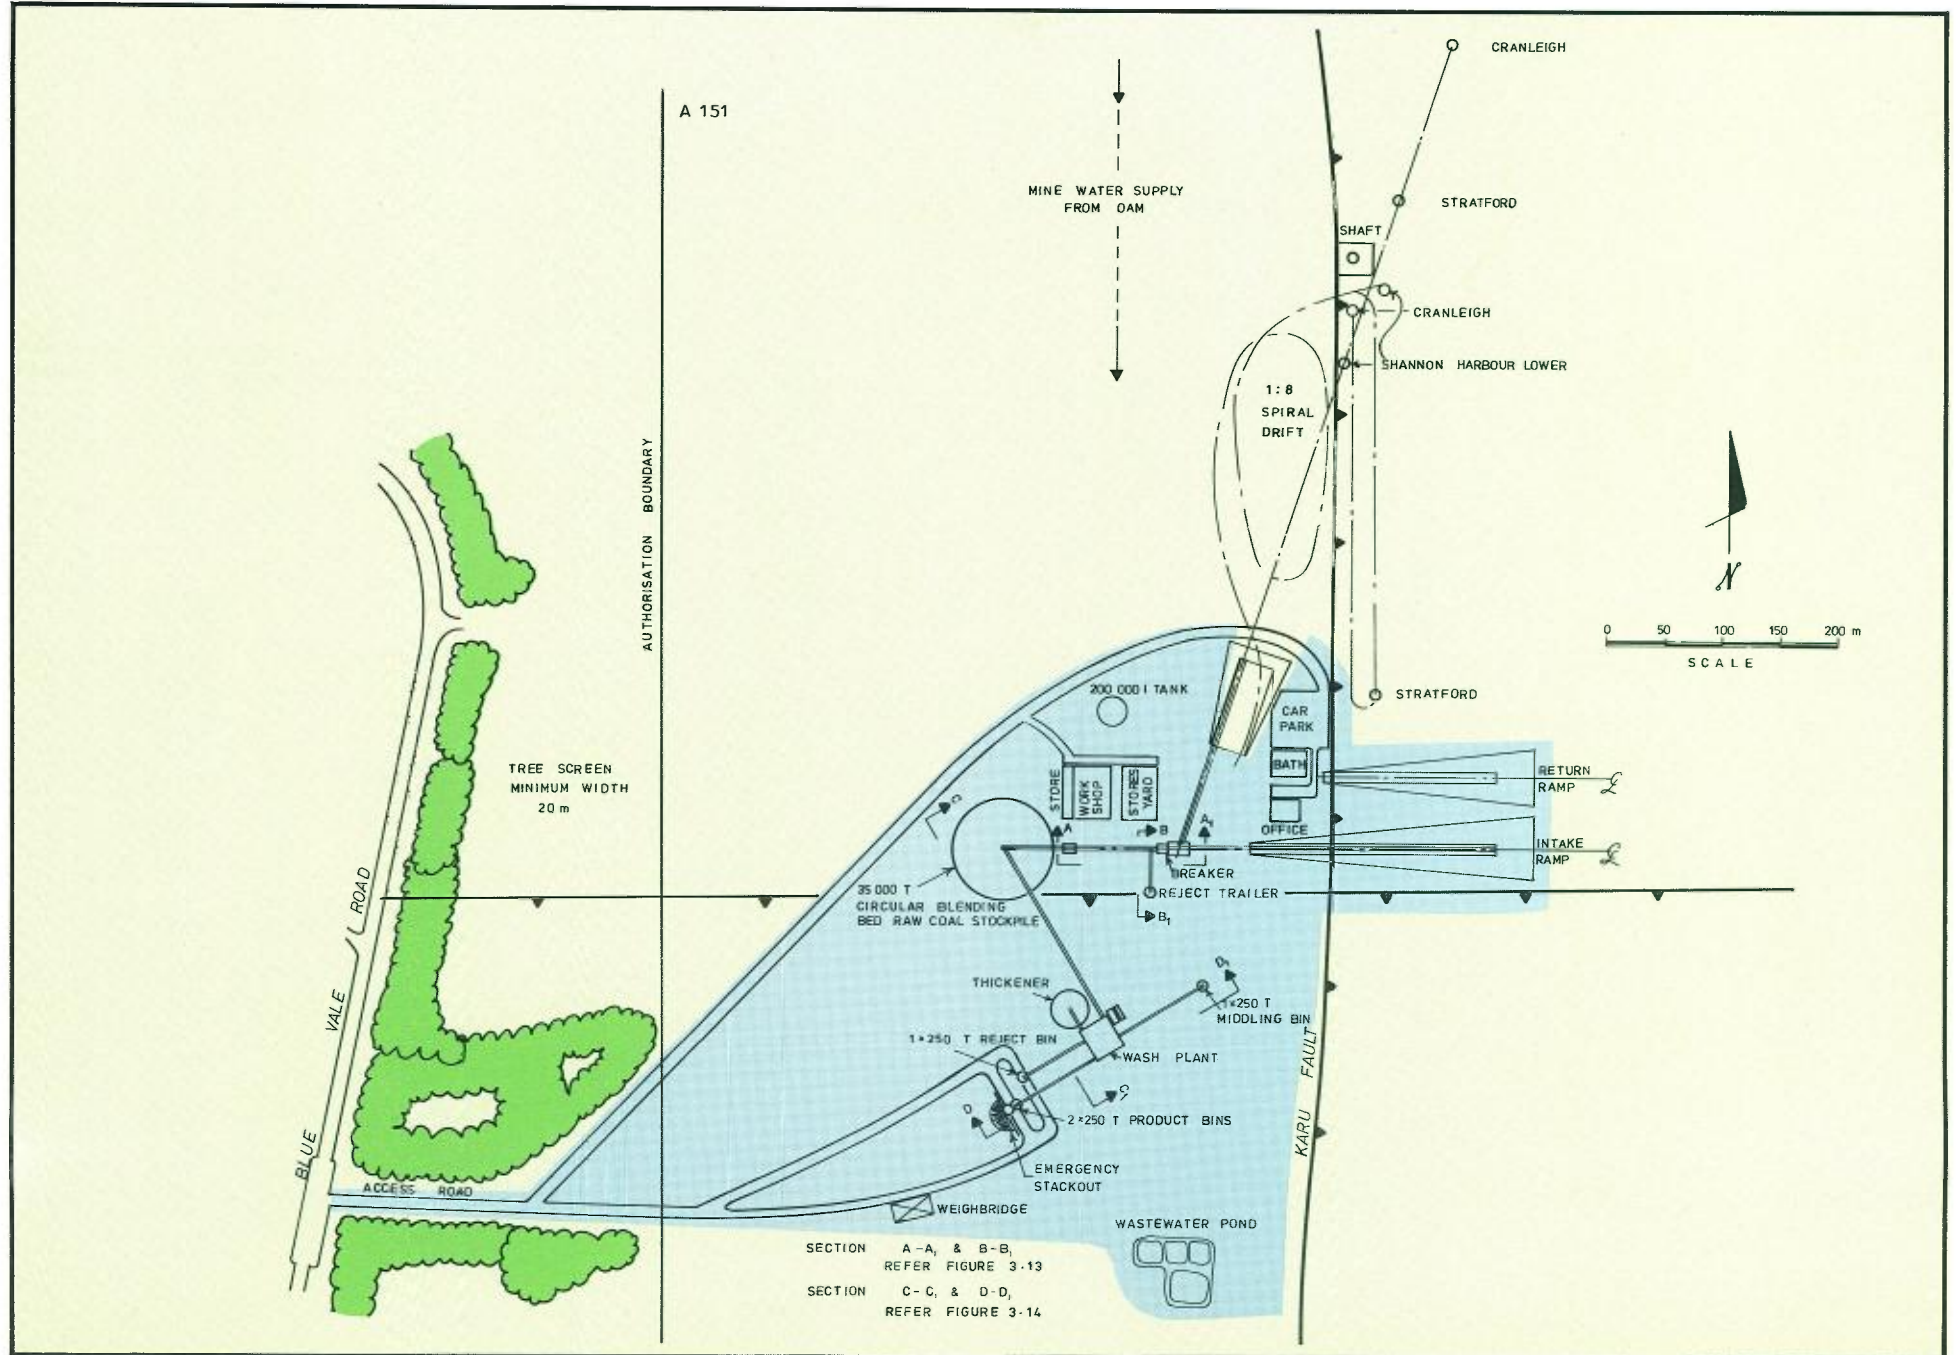 CRANLEIGH
A 151
MINE WATER SUPPLY
FROM OAM
STRATFORD
SHAFT
CRANLEIGH
SHANNON HARBOUR LOWER
1:8
SPIRAL
DRIFT
AUTHORISATION BOUNDARY
N
0 50 100 150 200 m
SCALE
200 000 l TANK
STRATFORD
CAR
PARK
BATH
RETURN
RAMP
TREE SCREEN
MINIMUM WIDTH
20 m
STORE
WORK
SHOP
STORES
YARD
C
A
B
A₁
OFFICE
INTAKE
RAMP
BREAKER
35 000 T
CIRCULAR BLENDING
BED RAW COAL STOCKPILE
REJECT TRAILER
B₁
BLUE VALE ROAD
THICKENER
D₁
1×250 T
MIDDLING BIN
1×250 T REJECT BIN
WASH PLANT
C₁
D
2×250 T PRODUCT BINS
KARU FAULT
EMERGENCY
STACKOUT
ACCESS ROAD
WEIGHBRIDGE
WASTEWATER POND
SECTION A-A₁ & B-B₁
REFER FIGURE 3·13
SECTION C-C₁ & D-D₁
REFER FIGURE 3·14